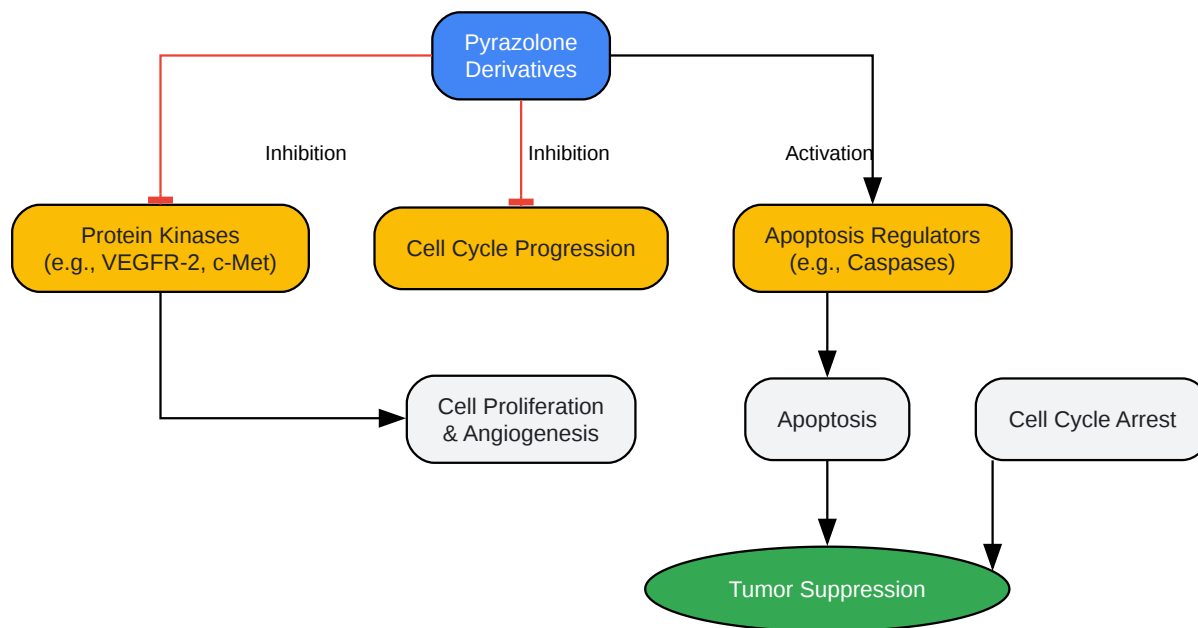 Pyrazolone
Derivatives
Inhibition
Inhibition
Activation
Protein Kinases
(e.g., VEGFR-2, c-Met)
Cell Cycle Progression
Apoptosis Regulators
(e.g., Caspases)
Cell Proliferation
& Angiogenesis
Apoptosis
Cell Cycle Arrest
Tumor Suppression